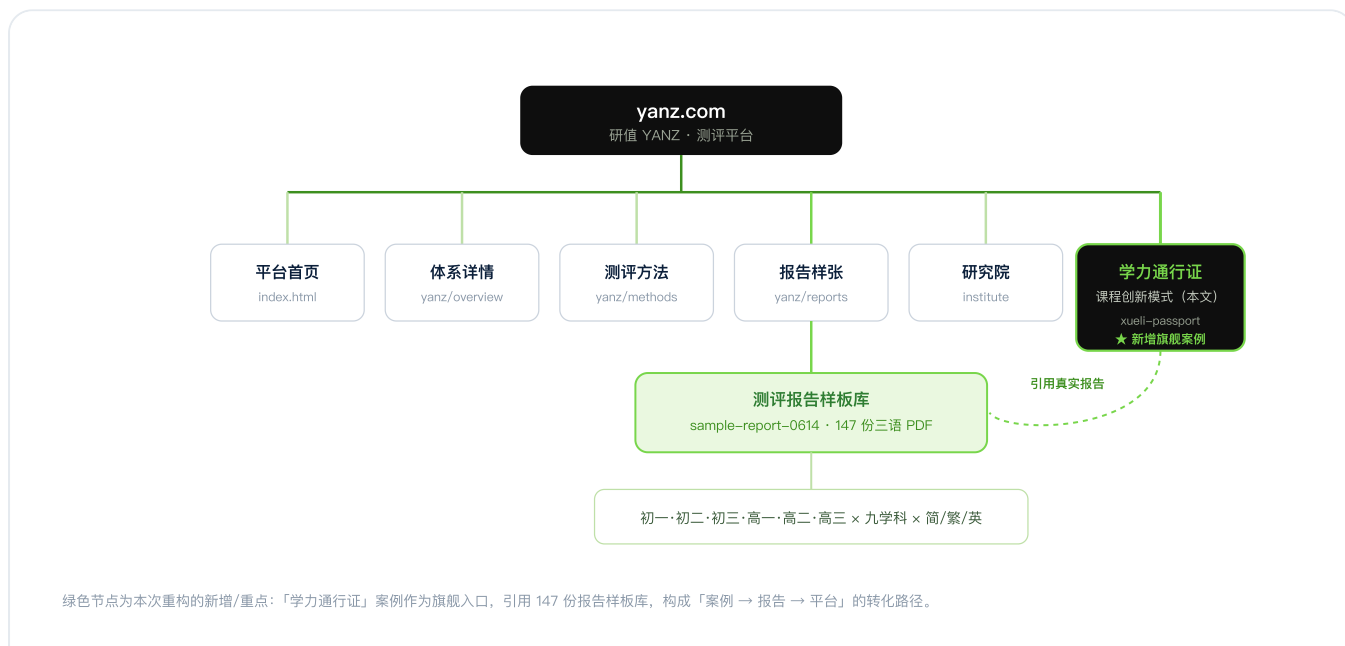 yanz.com
研值 YANZ · 测评平台
平台首页
index.html
体系详情
yanz/overview
测评方法
yanz/methods
报告样张
yanz/reports
研究院
institute
学力通行证
课程创新模式（本文）
xueli-passport
★ 新增旗舰案例
引用真实报告
测评报告样板库
sample-report-0614 · 147 份三语 PDF
初一·初二·初三·高一·高二·高三 × 九学科 × 简/繁/英
绿色节点为本次重构的新增/重点：「学力通行证」案例作为旗舰入口，引用 147 份报告样板库，构成「案例 → 报告 → 平台」的转化路径。